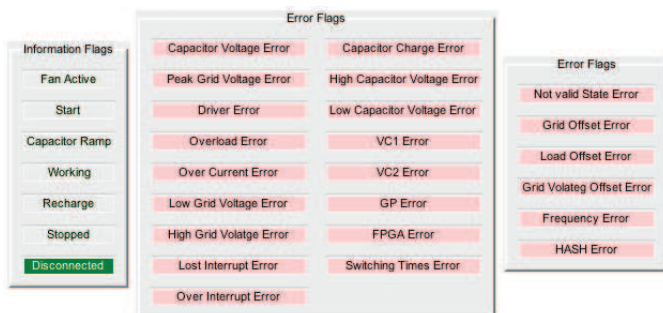 Information Flags
Fan Active
Start
Capacitor Ramp
Working
Recharge
Stopped
Disconnected
Error Flags
Capacitor Voltage Error
Peak Grid Voltage Error
Driver Error
Overload Error
Over Current Error
Low Grid Voltage Error
High Grid Volatge Error
Lost Interrupt Error
Over Interrupt Error
Capacitor Charge Error
High Capacitor Voltage Error
Low Capacitor Voltage Error
VC1 Error
VC2 Error
GP Error
FPGA Error
Switching Times Error
Error Flags
Not valid State Error
Grid Offset Error
Load Offset Error
Grid Volateg Offset Error
Frequency Error
HASH Error